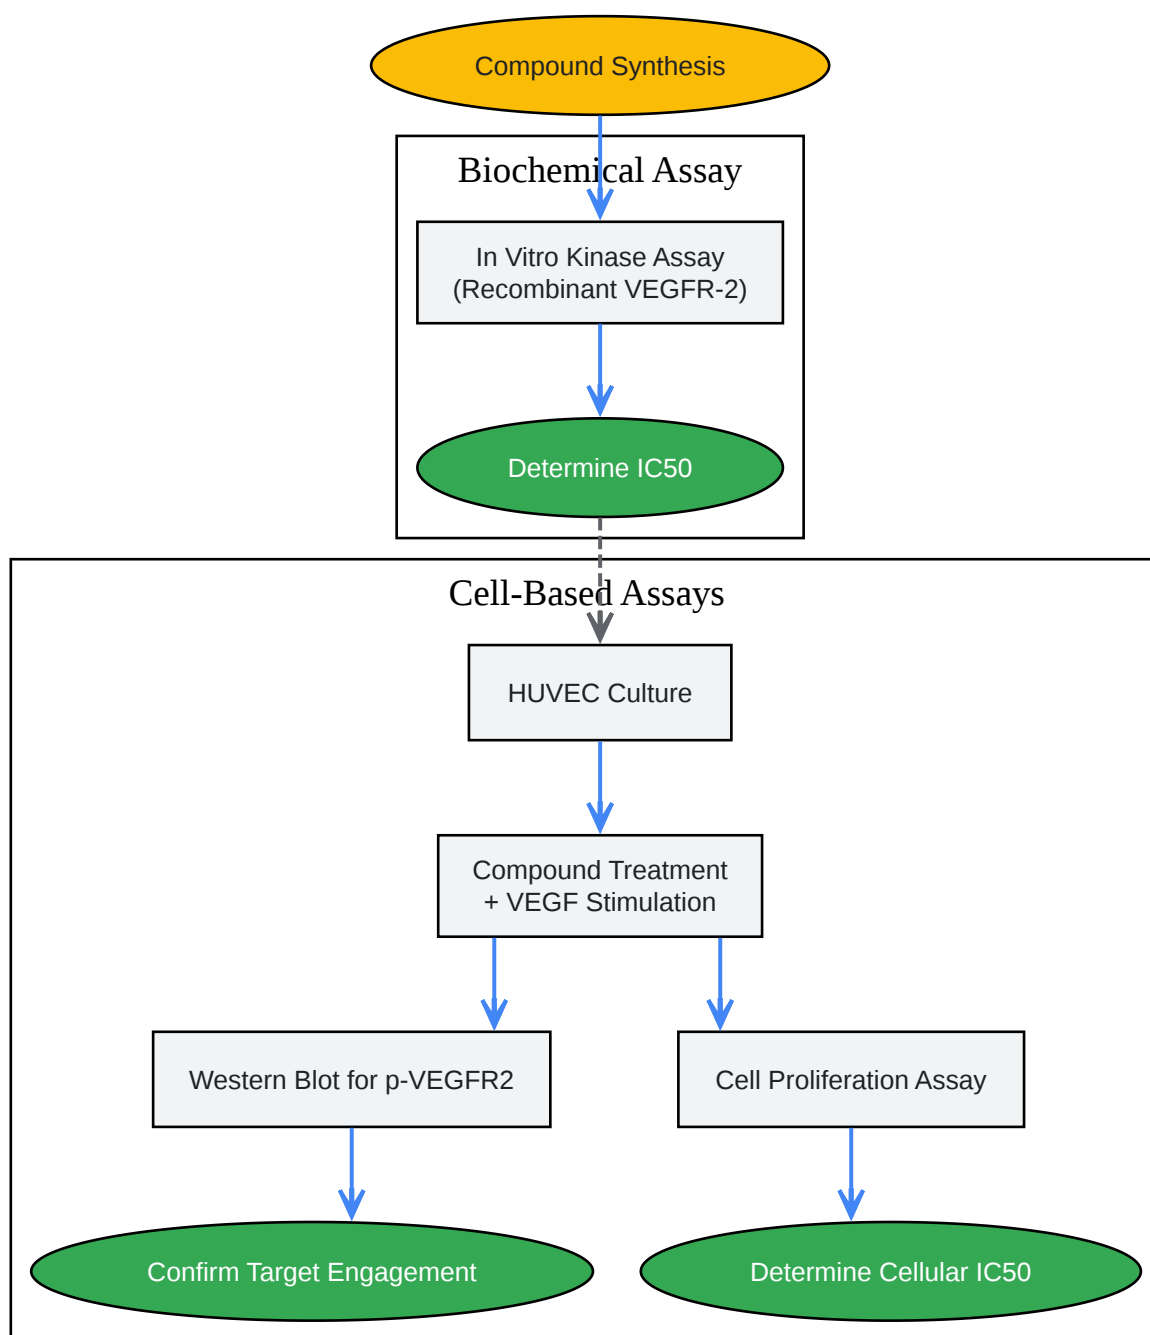 Compound Synthesis
Biochemical Assay
In Vitro Kinase Assay
(Recombinant VEGFR-2)
Determine IC50
Cell-Based Assays
HUVEC Culture
Compound Treatment
+ VEGF Stimulation
Western Blot for p-VEGFR2
Cell Proliferation Assay
Confirm Target Engagement
Determine Cellular IC50